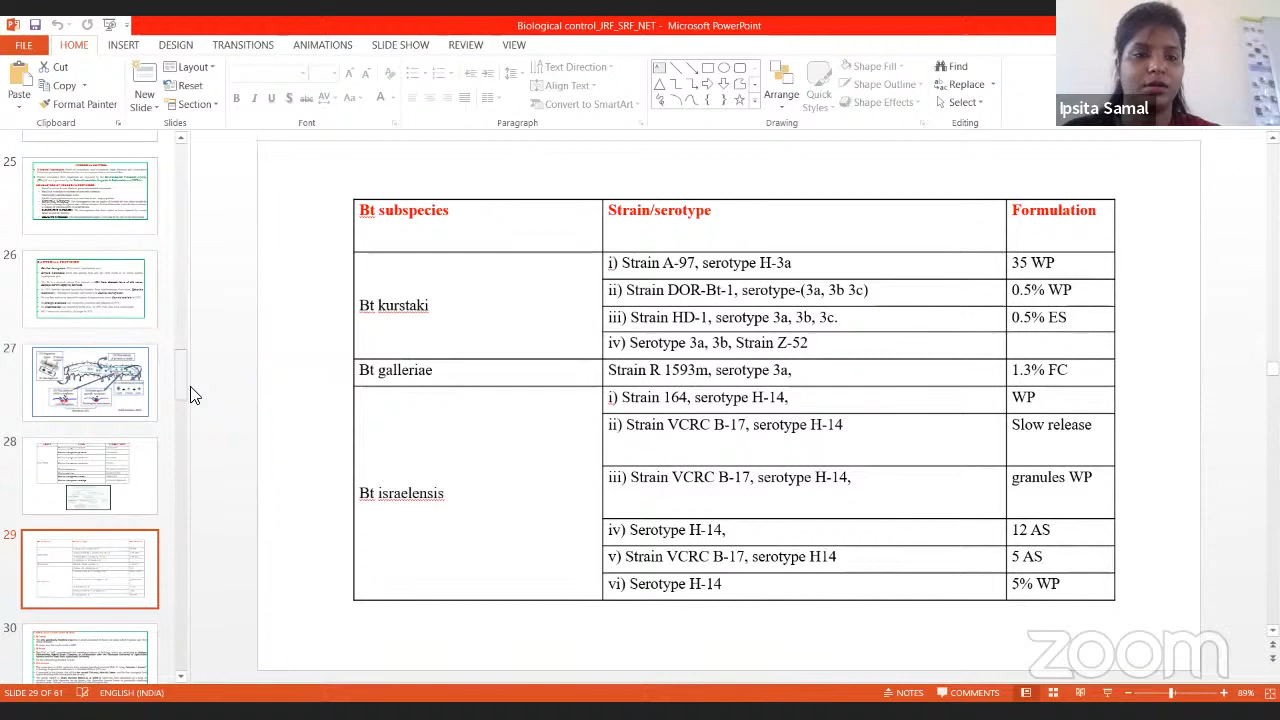 Biological control_JRF_SRF_NET - Microsoft PowerPoint
FILE HOME INSERT DESIGN TRANSITIONS ANIMATIONS SLIDE SHOW REVIEW VIEW
Paste
Cut
Copy
Format Painter
Clipboard
New
Slide
Layout
Reset
Section
Slides
B I U S abc AV Aa A
Font
Text Direction
Align Text
Convert to SmartArt
Paragraph
Arrange
Quick
Styles
Shape Fill
Shape Outline
Shape Effects
Drawing
Find
Replace
Select
Editing
Ipsita Samal
25
26
27
28
29
30
Bt subspecies Strain/serotype Formulation
Bt kurstaki
i) Strain A-97, serotype H-3a 35 WP
ii) Strain DOR-Bt-1, serotype H-3a, 3b 3c) 0.5% WP
iii) Strain HD-1, serotype 3a, 3b, 3c. 0.5% ES
iv) Serotype 3a, 3b, Strain Z-52
Bt galleriae Strain R 1593m, serotype 3a, 1.3% FC
Bt israelensis
i) Strain 164, serotype H-14, WP
ii) Strain VCRC B-17, serotype H-14 Slow release
iii) Strain VCRC B-17, serotype H-14, granules WP
iv) Serotype H-14, 12 AS
v) Strain VCRC B-17, serotype H14 5 AS
vi) Serotype H-14 5% WP
zoom
SLIDE 29 OF 61 ENGLISH (INDIA) NOTES COMMENTS 89%